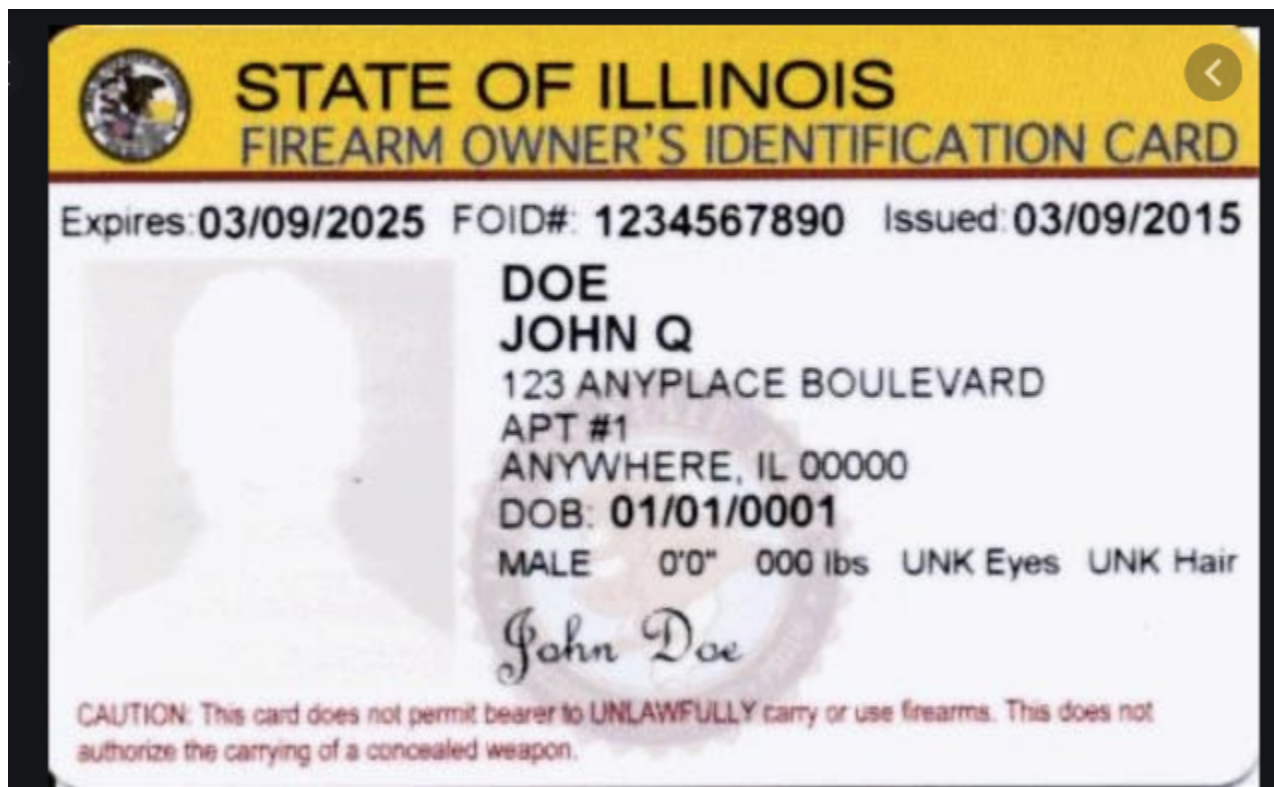 STATE OF ILLINOIS
FIREARM OWNER'S IDENTIFICATION CARD
Expires: 03/09/2025 FOID#: 1234567890 Issued: 03/09/2015
DOE
JOHN Q
123 ANYPLACE BOULEVARD
APT #1
ANYWHERE, IL 00000
DOB: 01/01/0001
MALE 0'0" 000 lbs UNK Eyes UNK Hair
John Doe
CAUTION: This card does not permit bearer to UNLAWFULLY carry or use firearms. This does not
authorize the carrying of a concealed weapon.